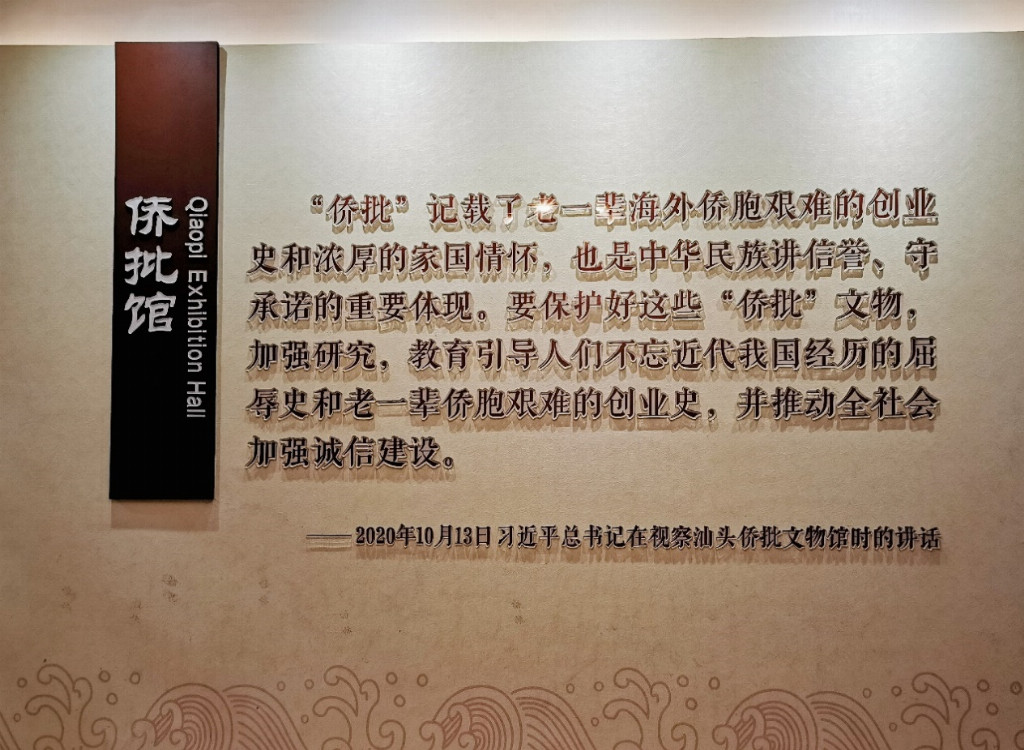 侨批馆
Qiaopi Exhibition Hall
“侨批”记载了老一辈海外侨胞艰难的创业
史和浓厚的家国情怀，也是中华民族讲信誉、守
承诺的重要体现。要保护好这些“侨批”文物，
加强研究，教育引导人们不忘近代我国经历的屈
辱史和老一辈侨胞艰难的创业史，并推动全社会
加强诚信建设。
——2020年10月13日习近平总书记在视察汕头侨批文物馆时的讲话